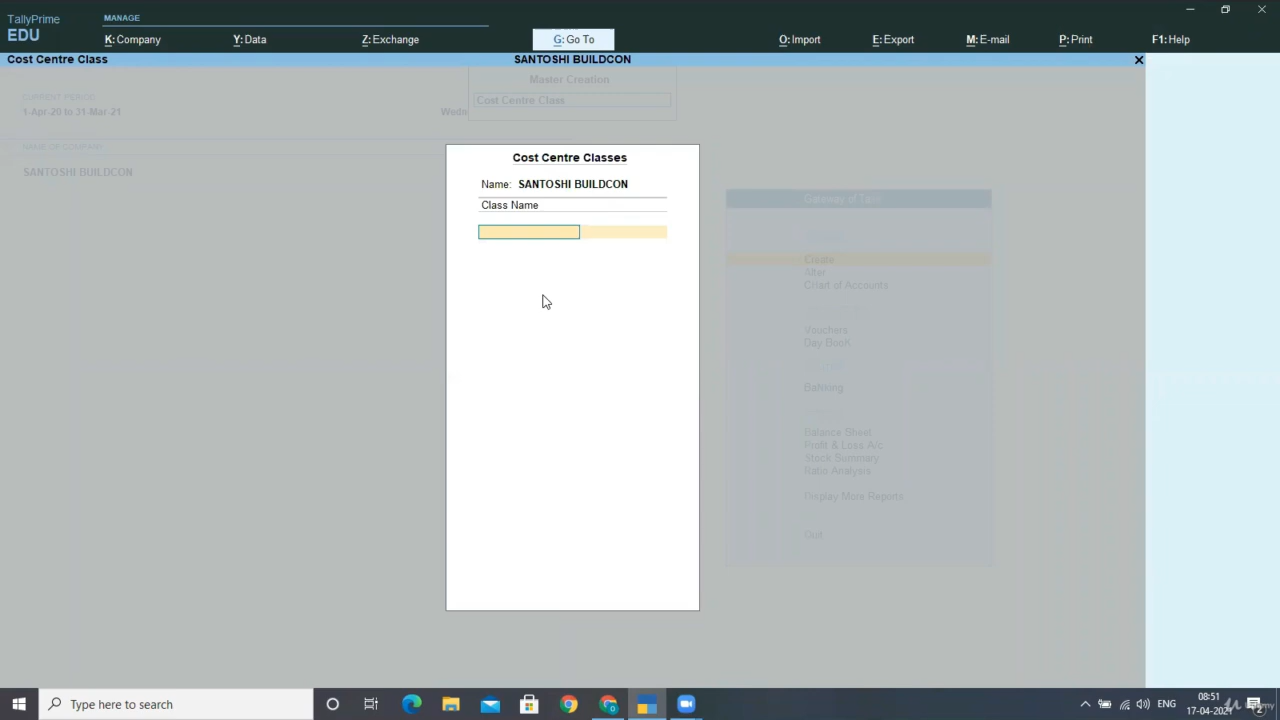 TallyPrime
EDU
MANAGE
K: Company
Y: Data
Z: Exchange
G: Go To
O: Import
E: Export
M: E-mail
P: Print
F1: Help
Cost Centre Class
SANTOSHI BUILDCON
Master Creation
Cost Centre Class
CURRENT PERIOD
1-Apr-20 to 31-Mar-21
Wedn
NAME OF COMPANY
SANTOSHI BUILDCON
Cost Centre Classes
Name: SANTOSHI BUILDCON
Class Name
Gateway of Tally
Create
Alter
CHart of Accounts
Vouchers
Day Book
Banking
Balance Sheet
Profit & Loss A/c
Stock Summary
Ratio Analysis
Display More Reports
Quit
Type here to search
ENG
08:51
17-04-2021